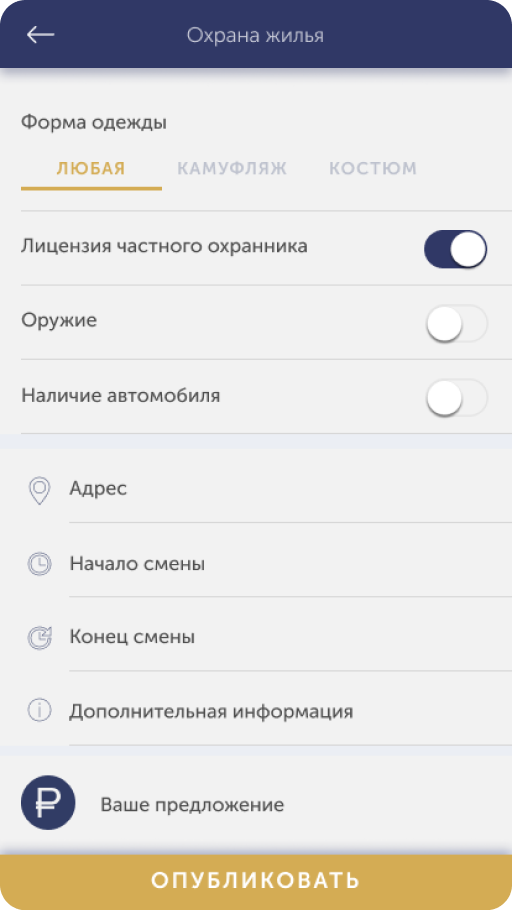 Охрана жилья
Форма одежды
ЛЮБАЯ КАМУФЛЯЖ КОСТЮМ
Лицензия частного охранника
Оружие
Наличие автомобиля
Адрес
Начало смены
Конец смены
Дополнительная информация
₽ Ваше предложение
ОПУБЛИКОВАТЬ